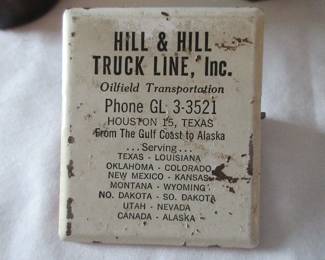 HILL & HILL
TRUCK LINE, Inc.
Oilfield Transportation
Phone GL 3-3521
HOUSTON 15, TEXAS
From The Gulf Coast to Alaska
...Serving...
TEXAS - LOUISIANA
OKLAHOMA - COLORADO
NEW MEXICO - KANSAS
MONTANA - WYOMING
NO. DAKOTA - SO. DAKOTA
UTAH - NEVADA
CANADA - ALASKA